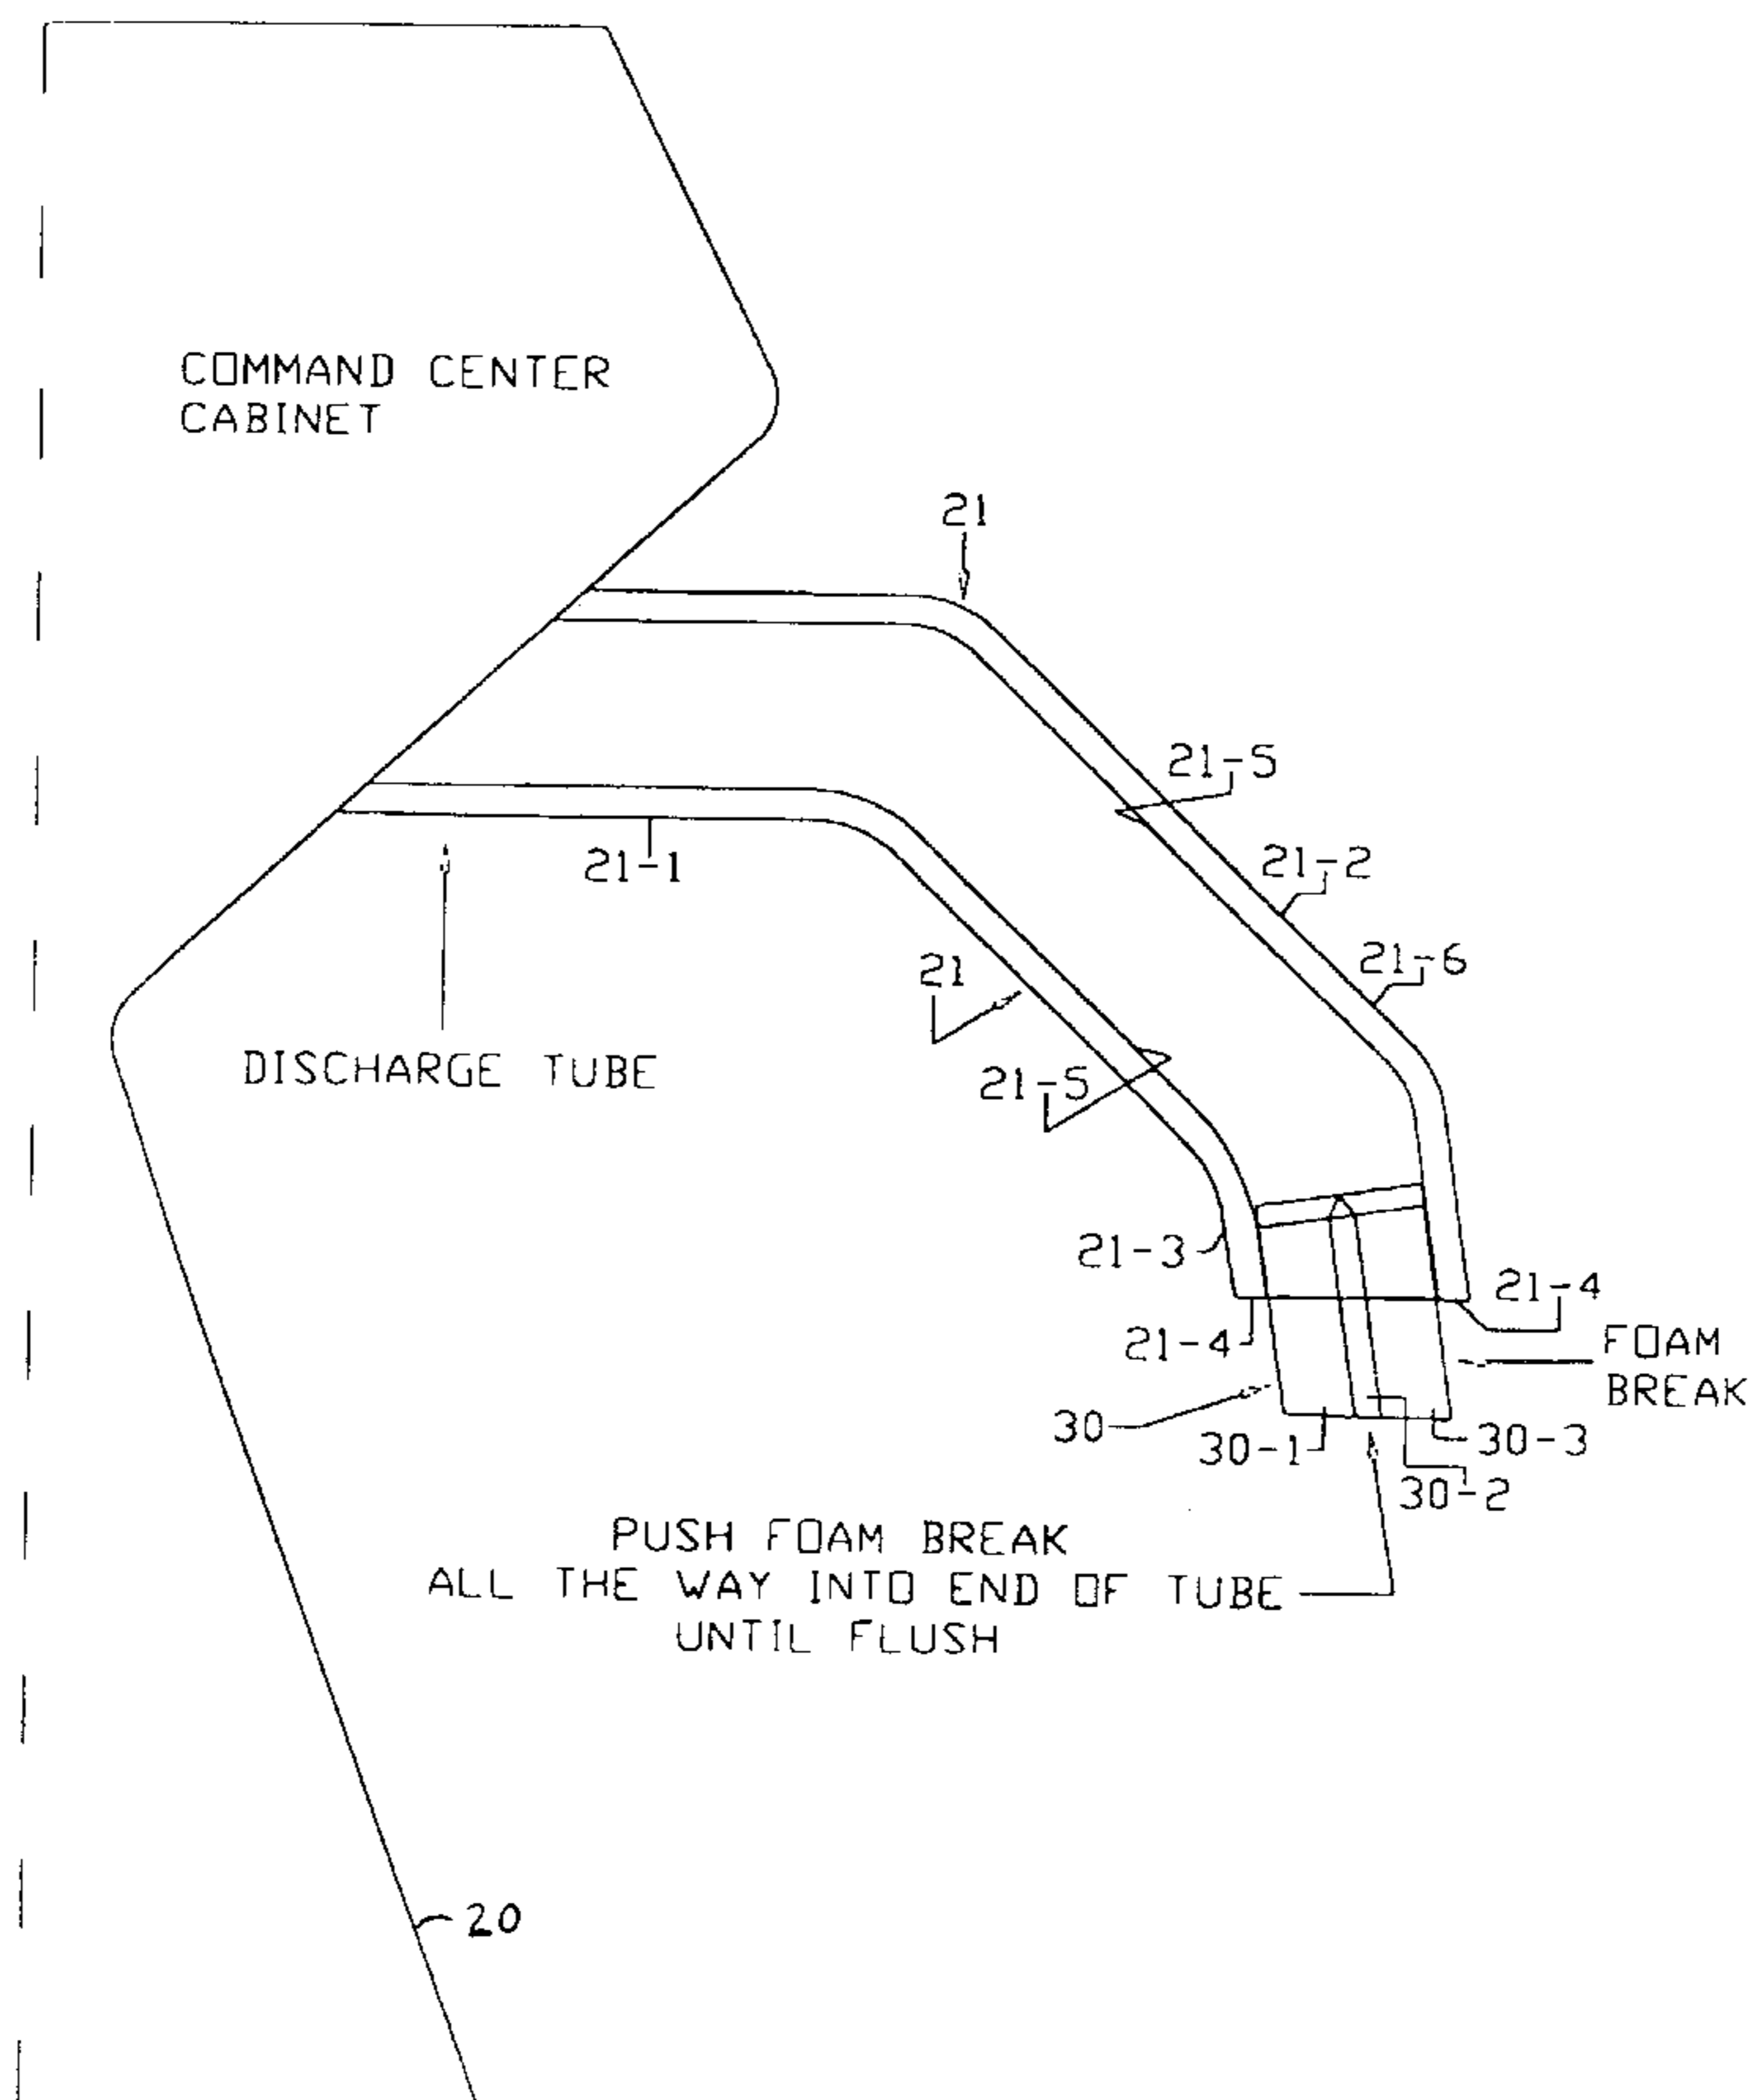 COMMAND CENTER
CABINET
21
21-5
21-2
21-1
21-6
21
DISCHARGE TUBE
21-5
21-3
21-4
21-4
FOAM
BREAK
30
30-1
30-3
30-2
PUSH FOAM BREAK
ALL THE WAY INTO END OF TUBE
UNTIL FLUSH
20